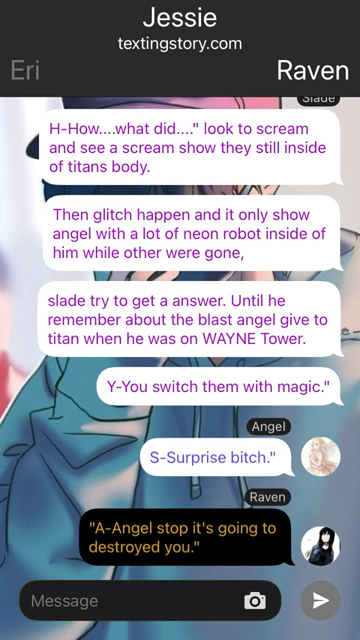 Jessie
textingstory.com
Eri
Raven
Slade
H-How....what did...." look to scream
and see a scream show they still inside
of titans body.
Then glitch happen and it only show
angel with a lot of neon robot inside of
him while other were gone,
slade try to get a answer. Until he
remember about the blast angel give to
titan when he was on WAYNE Tower.
Y-You switch them with magic."
Angel
S-Surprise bitch."
Raven
"A-Angel stop it's going to
destroyed you."
Message